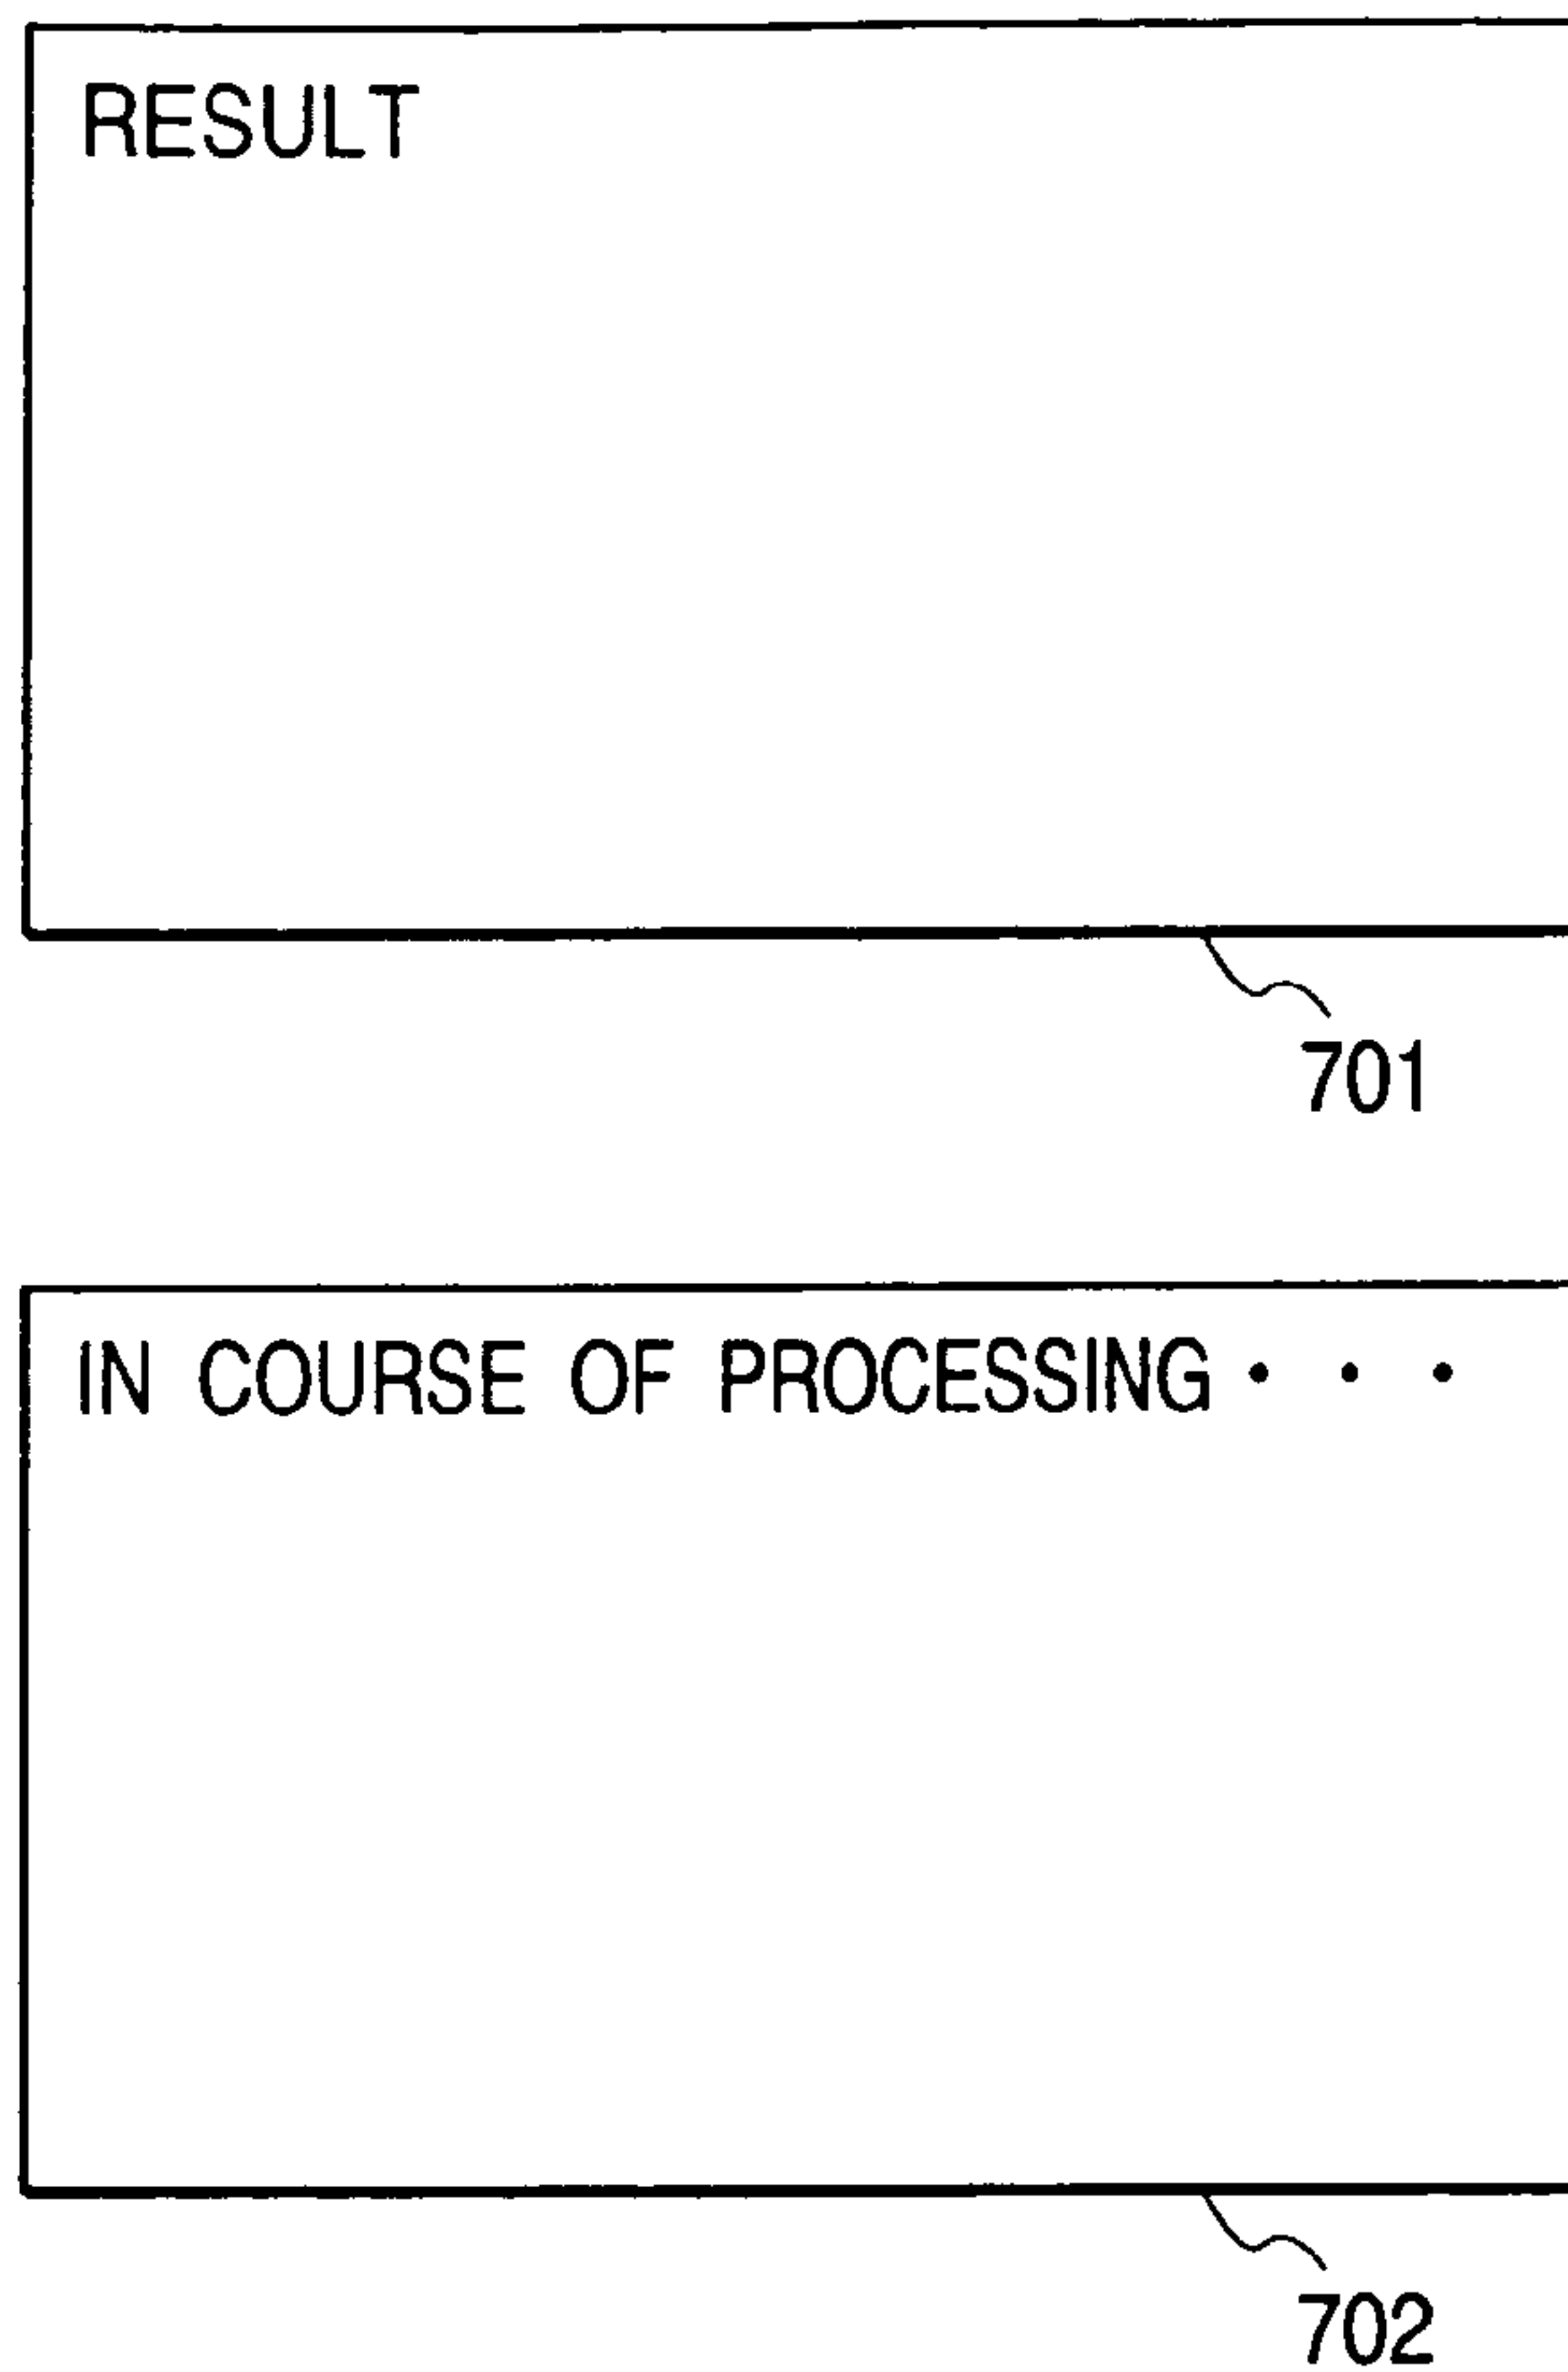 RESULT
701
IN COURSE OF PROCESSING・・・
702